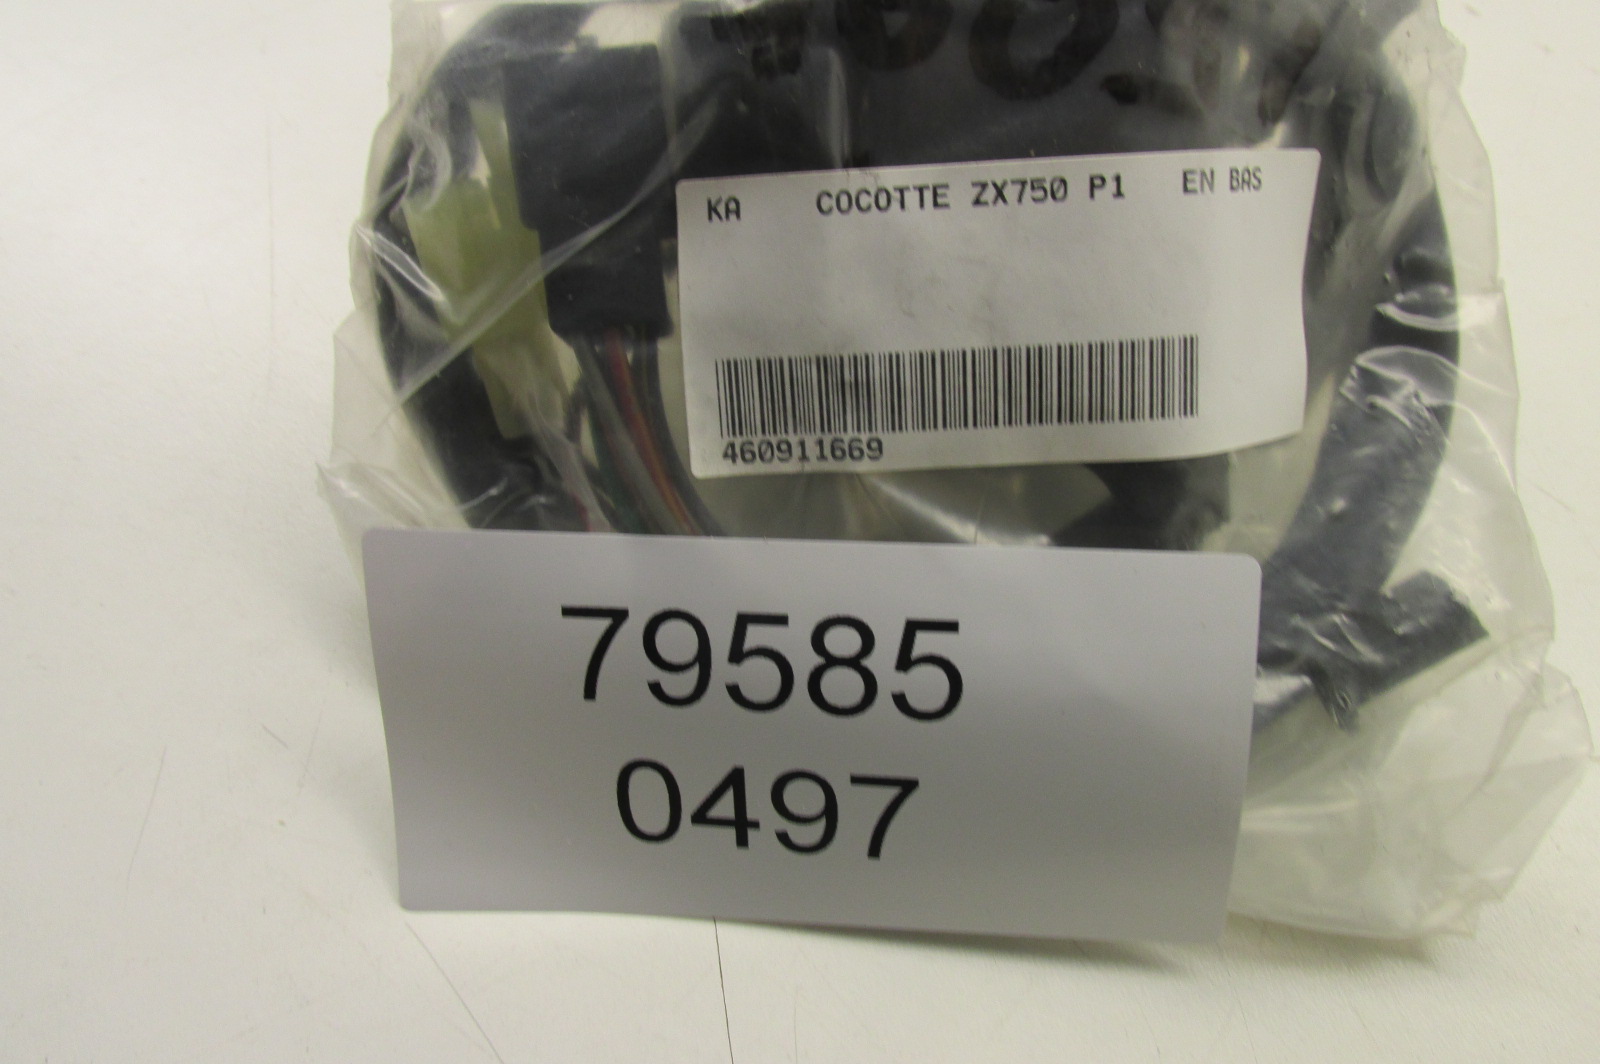 KA COCOTTE ZX750 P1 EN BAS
460911669
79585
0497